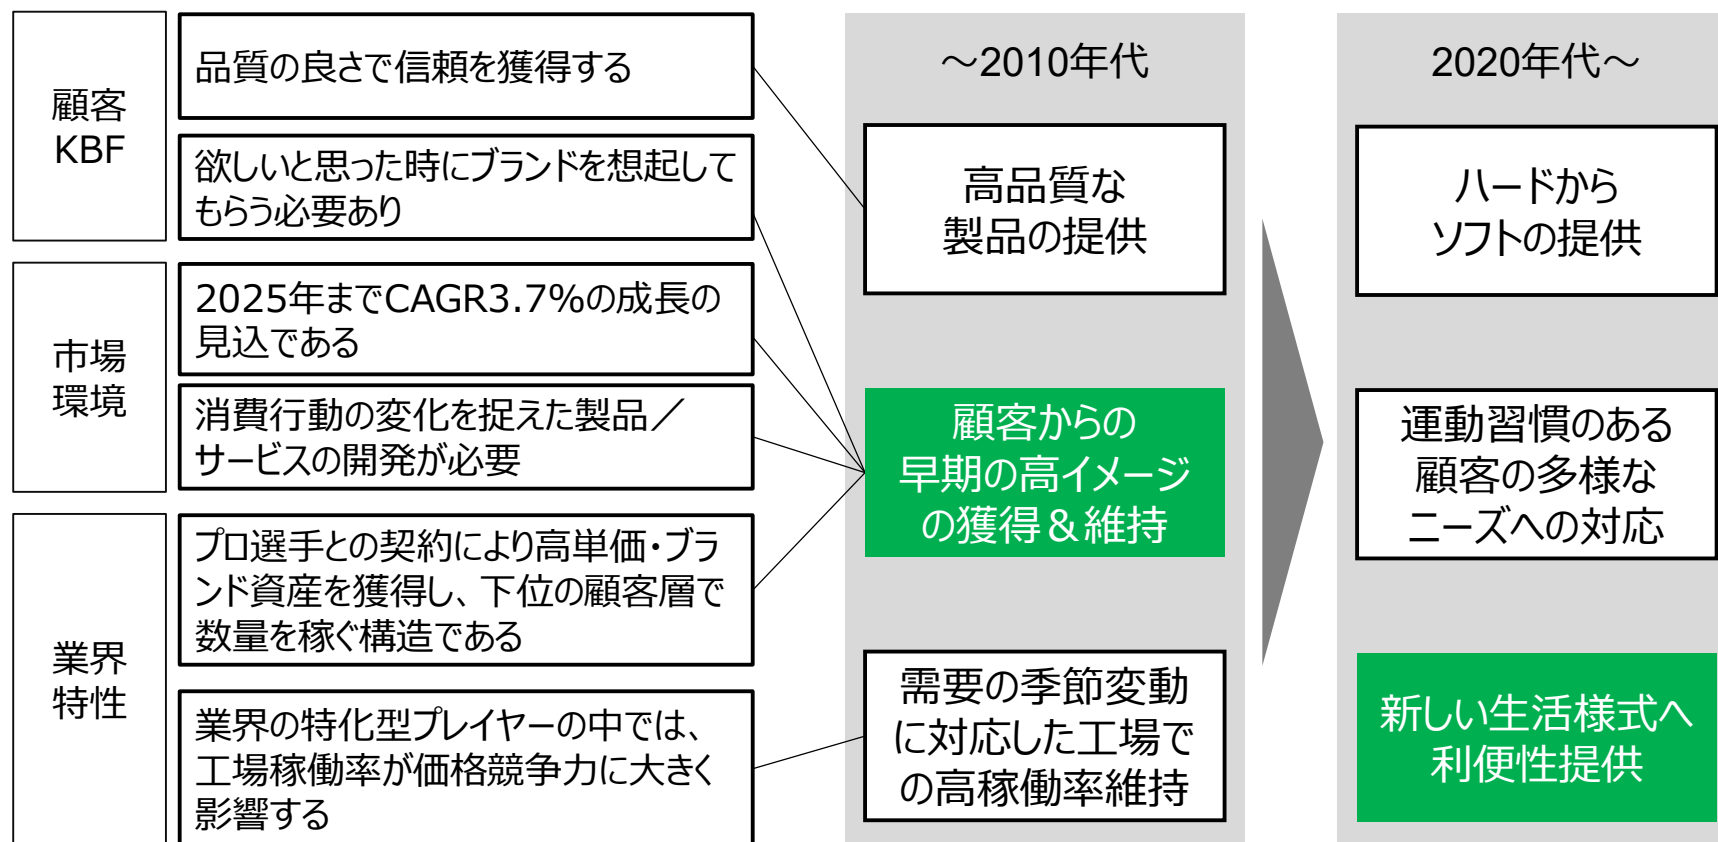 顧客
KBF
品質の良さで信頼を獲得する
欲しいと思った時にブランドを想起して
もらう必要あり
市場
環境
2025年までCAGR3.7%の成長の
見込である
消費行動の変化を捉えた製品／
サービスの開発が必要
業界
特性
プロ選手との契約により高単価・ブラ
ンド資産を獲得し、下位の顧客層で
数量を稼ぐ構造である
業界の特化型プレイヤーの中では、
工場稼働率が価格競争力に大きく
影響する
～2010年代
高品質な
製品の提供
顧客からの
早期の高イメージ
の獲得＆維持
需要の季節変動
に対応した工場で
の高稼働率維持
2020年代～
ハードから
ソフトの提供
運動習慣のある
顧客の多様な
ニーズへの対応
新しい生活様式へ
利便性提供